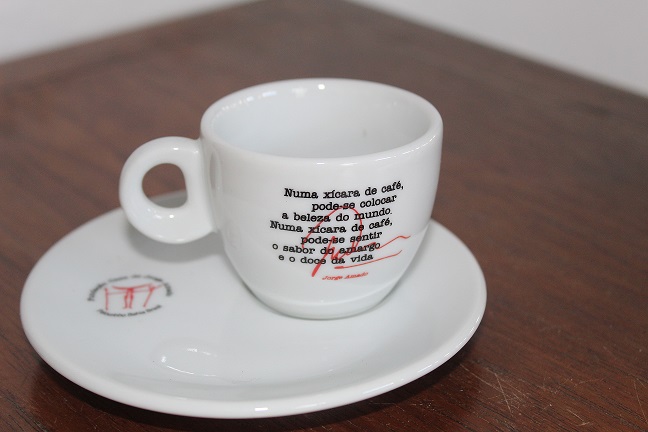 Numa xícara de café,
pode-se colocar
a beleza do mundo.
Numa xícara de café,
pode-se sentir
o sabor do amargo
e o doce da vida
Jorge Amado